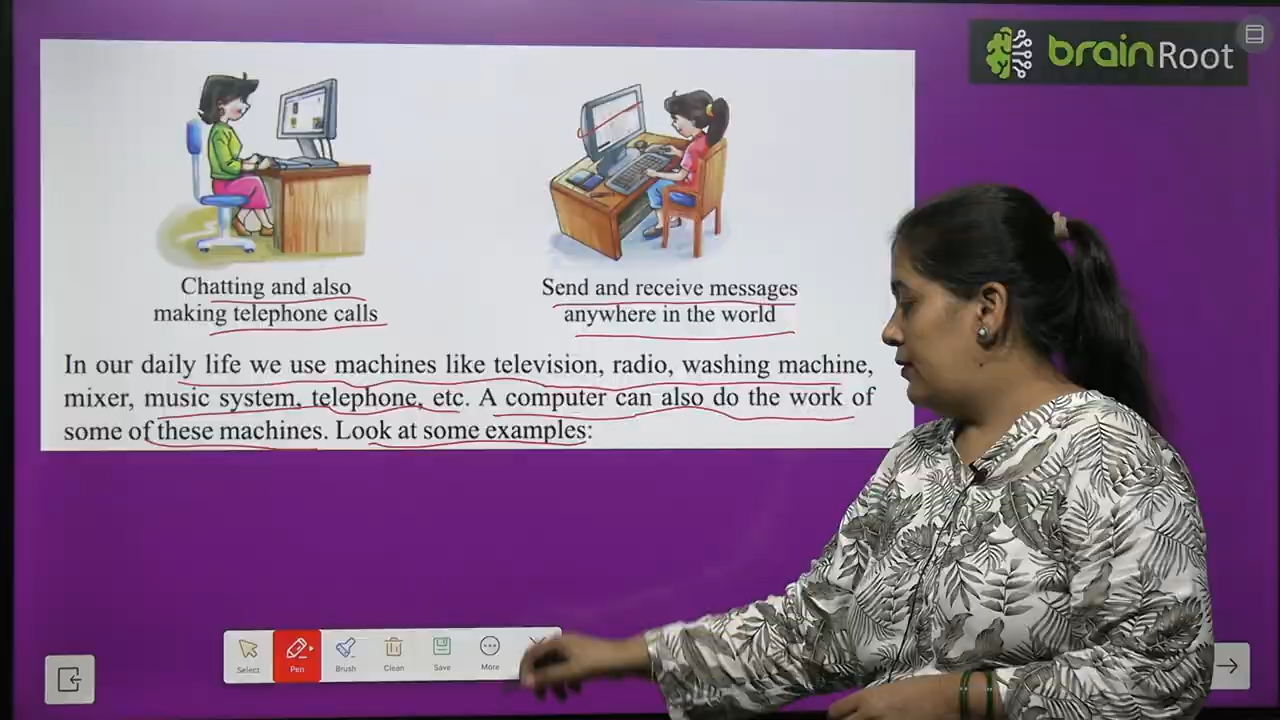 brainRoot
Chatting and also
making telephone calls
Send and receive messages
anywhere in the world
In our daily life we use machines like television, radio, washing machine,
mixer, music system, telephone, etc. A computer can also do the work of
some of these machines. Look at some examples:
Select
Pen
Brush
Clean
Save
More